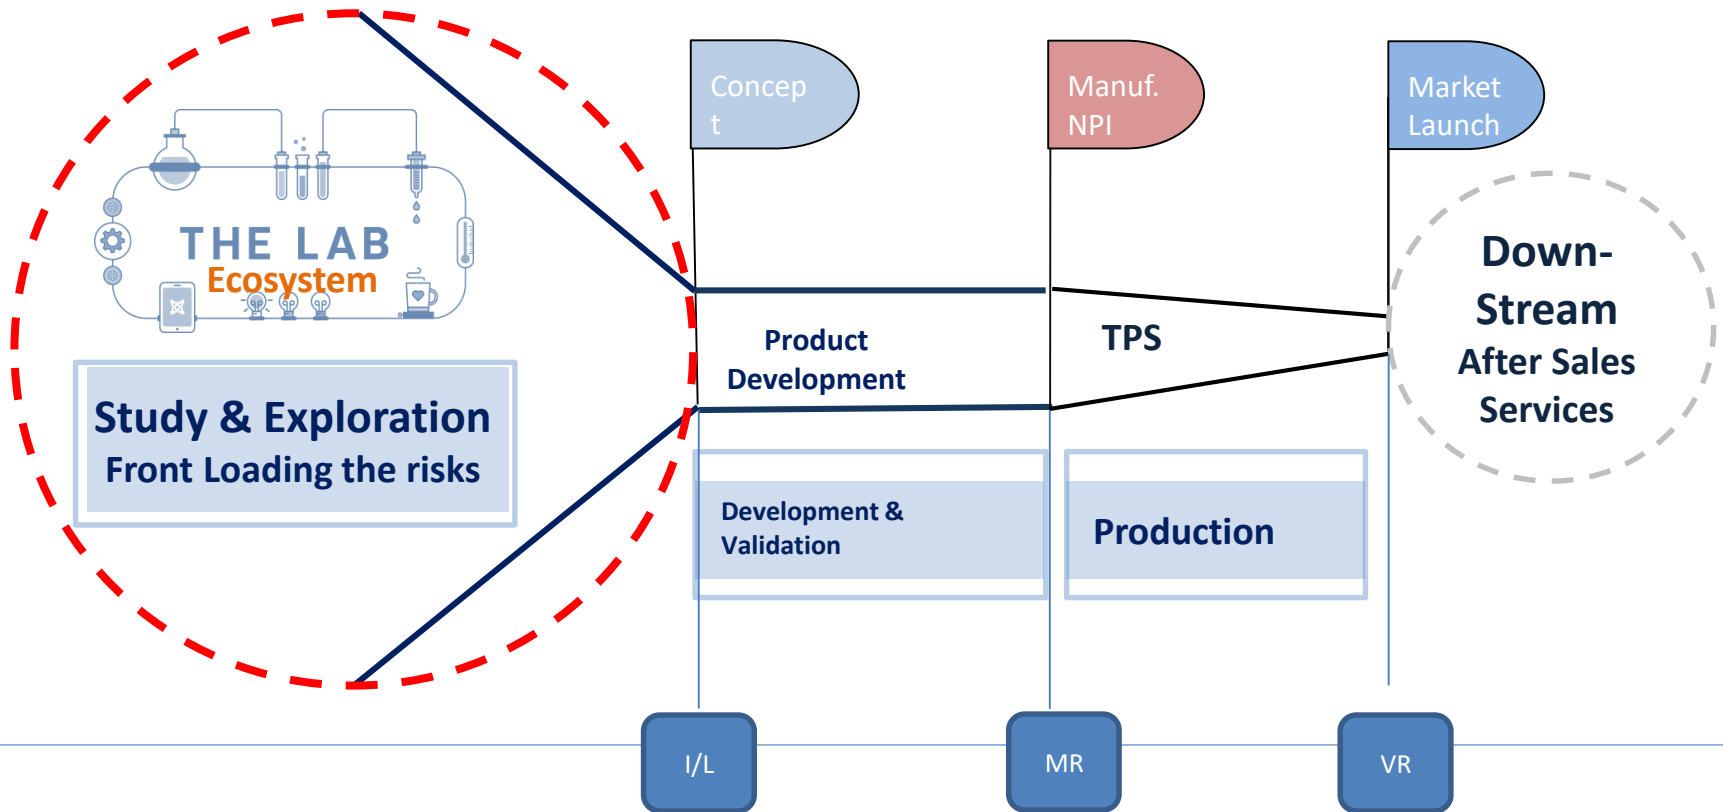 THE LAB
Ecosystem
Study & Exploration
Front Loading the risks
Concep
t
Manuf.
NPI
Market
Launch
Product
Development
TPS
Down-
Stream
After Sales
Services
Development &
Validation
Production
I/L
MR
VR